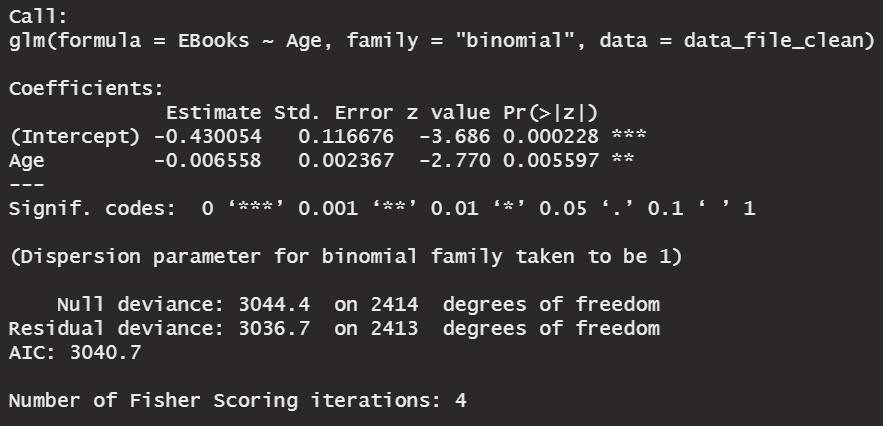 Call:
glm(formula = EBooks ~ Age, family = "binomial", data = data_file_clean)
Coefficients:
Estimate Std. Error z value Pr(>|z|)
(Intercept) -0.430054 0.116676 -3.686 0.000228 ***
Age -0.006558 0.002367 -2.770 0.005597 **
---
Signif. codes: 0 ‘***’ 0.001 ‘**’ 0.01 ‘*’ 0.05 ‘.’ 0.1 ‘ ’ 1
(Dispersion parameter for binomial family taken to be 1)
Null deviance: 3044.4 on 2414 degrees of freedom
Residual deviance: 3036.7 on 2413 degrees of freedom
AIC: 3040.7
Number of Fisher Scoring iterations: 4